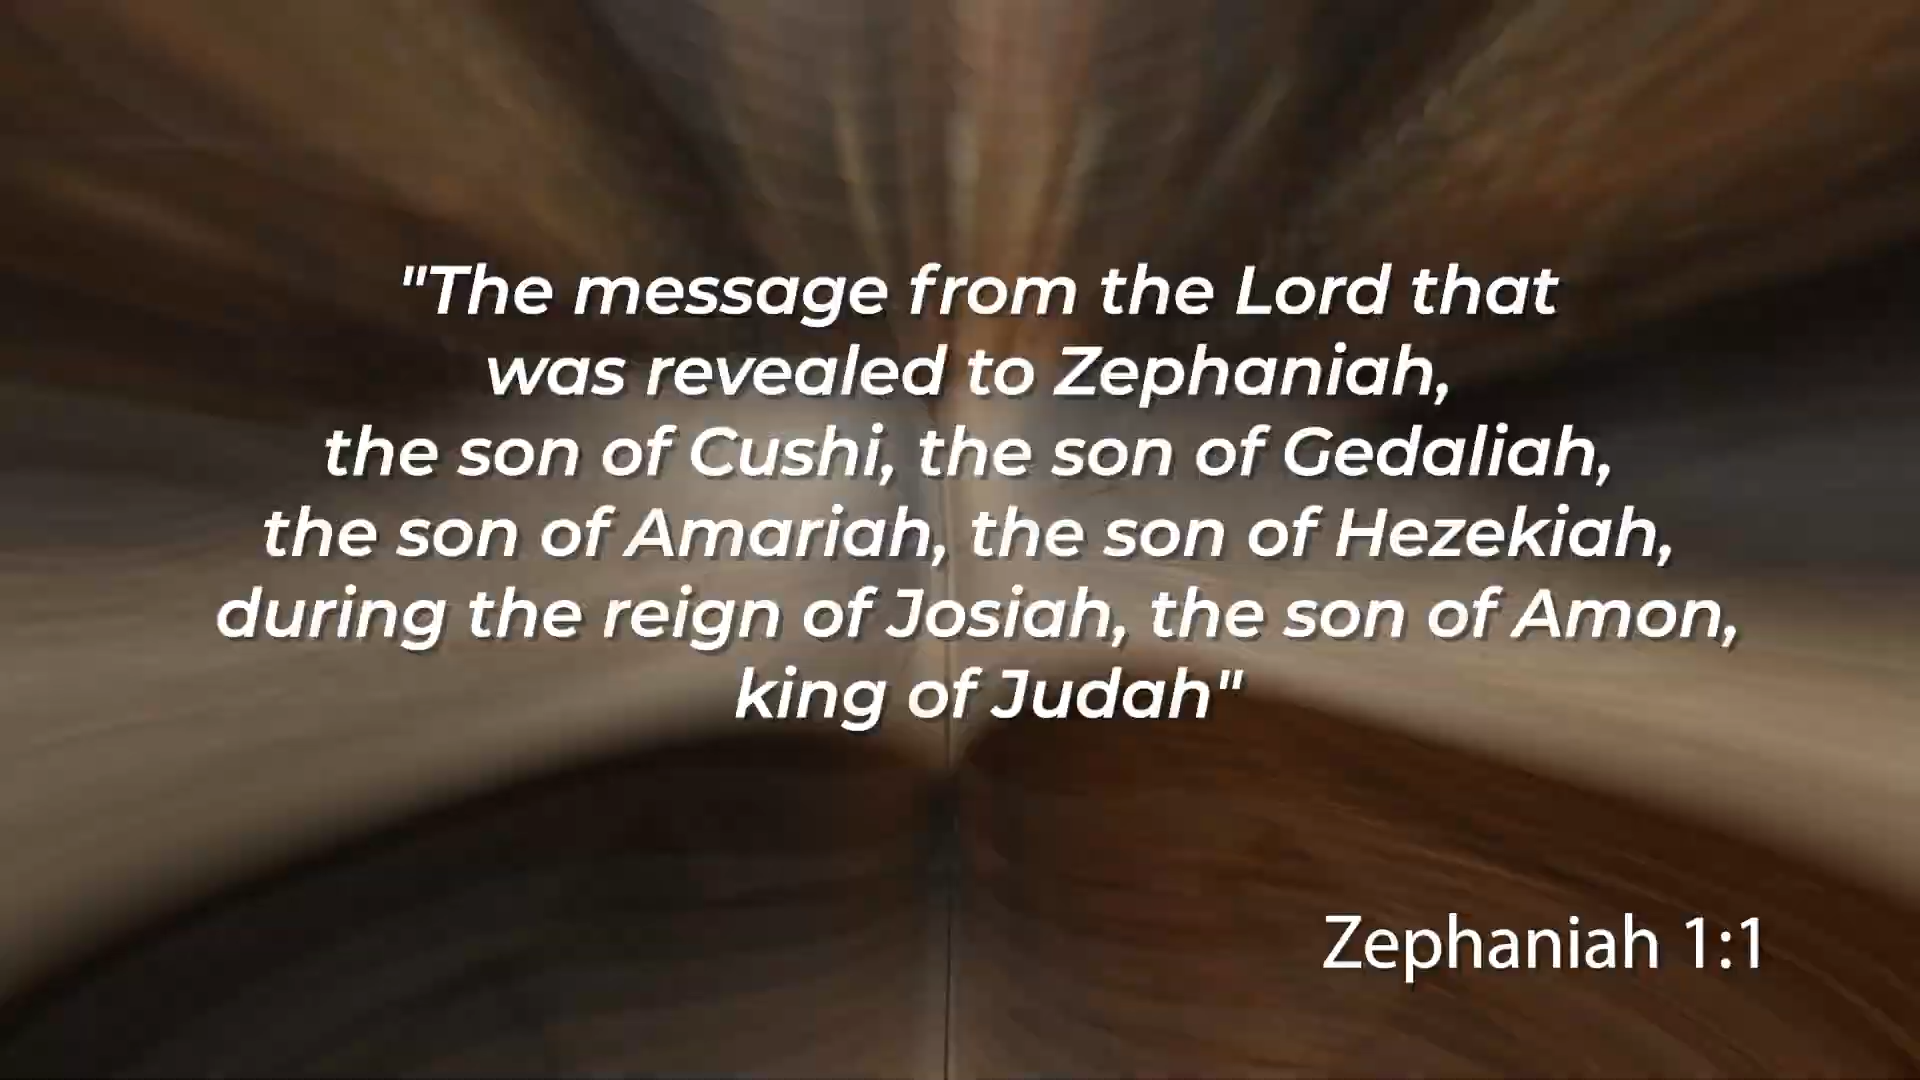 "The message from the Lord that
was revealed to Zephaniah,
the son of Cushi, the son of Gedaliah,
the son of Amariah, the son of Hezekiah,
during the reign of Josiah, the son of Amon,
king of Judah"
Zephaniah 1:1